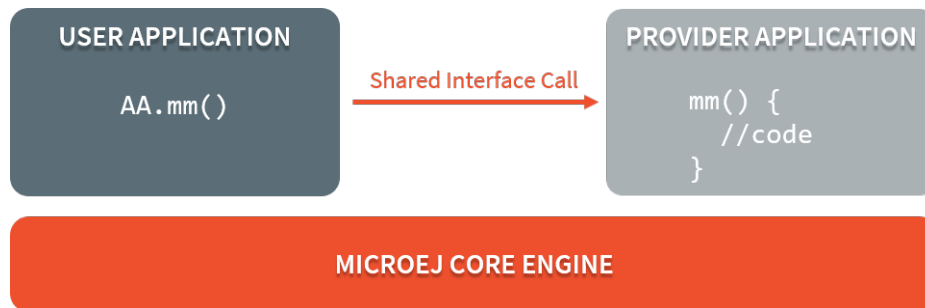 USER APPLICATION
AA.mm()
Shared Interface Call
PROVIDER APPLICATION
mm() {
//code
}
MICROEJ CORE ENGINE